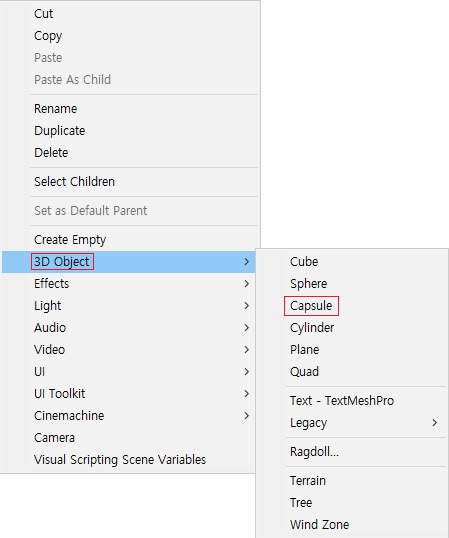 Cut
Copy
Paste
Paste As Child
Rename
Duplicate
Delete
Select Children
Set as Default Parent
Create Empty
3D Object
Effects
Light
Audio
Video
UI
UI Toolkit
Cinemachine
Camera
Visual Scripting Scene Variables
Cube
Sphere
Capsule
Cylinder
Plane
Quad
Text - TextMeshPro
Legacy
Ragdoll...
Terrain
Tree
Wind Zone